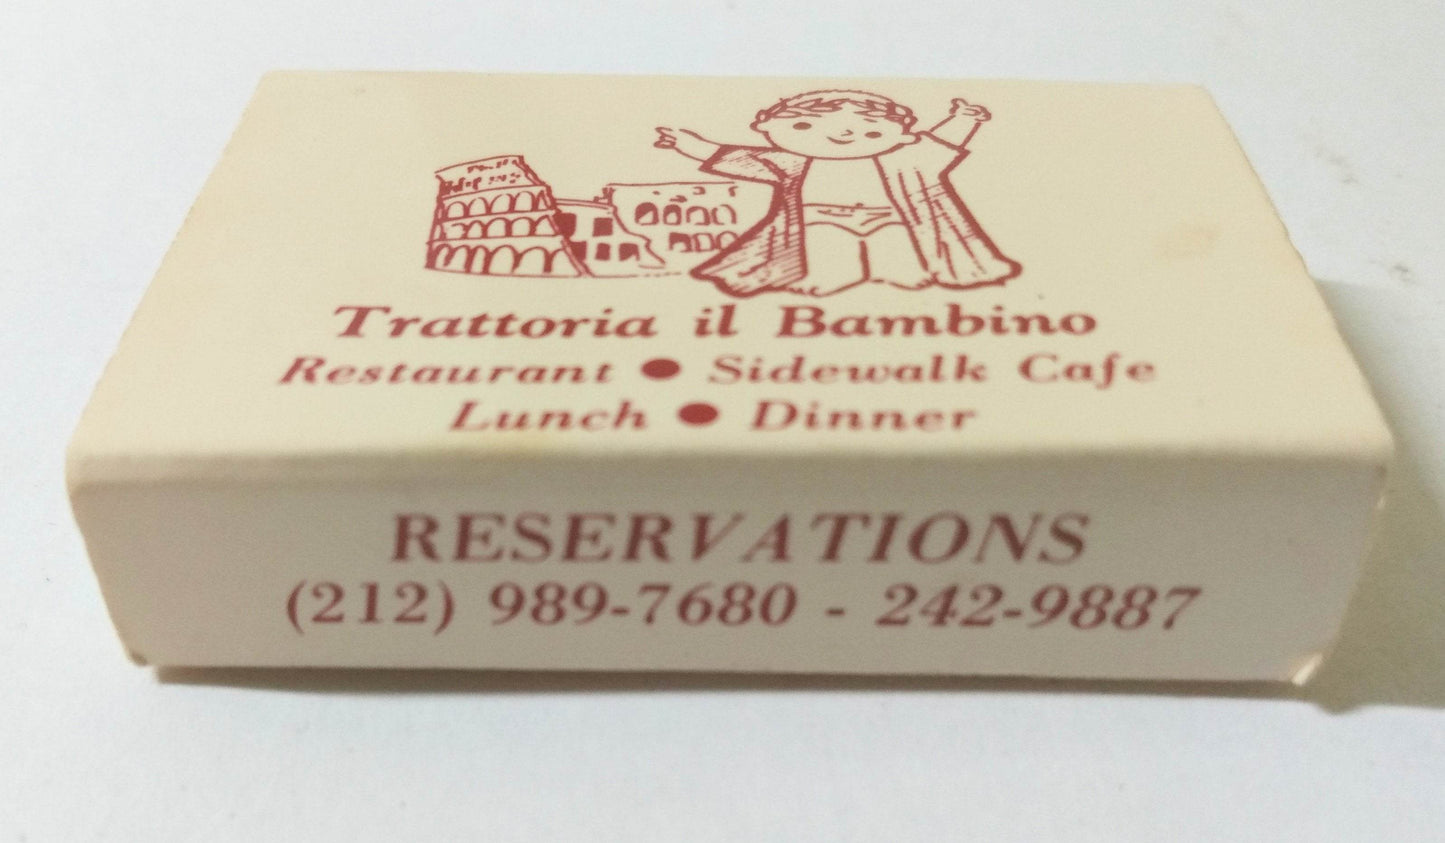 Trattoria il Bambino
Restaurant ● Sidewalk Cafe
Lunch ● Dinner
RESERVATIONS
(212) 989-7680 - 242-9887